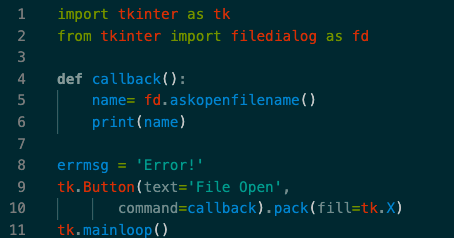 1 import tkinter as tk
2 from tkinter import filedialog as fd
3
4 def callback():
5     name= fd.askopenfilename()
6     print(name)
7
8 errmsg = 'Error!'
9 tk.Button(text='File Open',
10        command=callback).pack(fill=tk.X)
11 tk.mainloop()